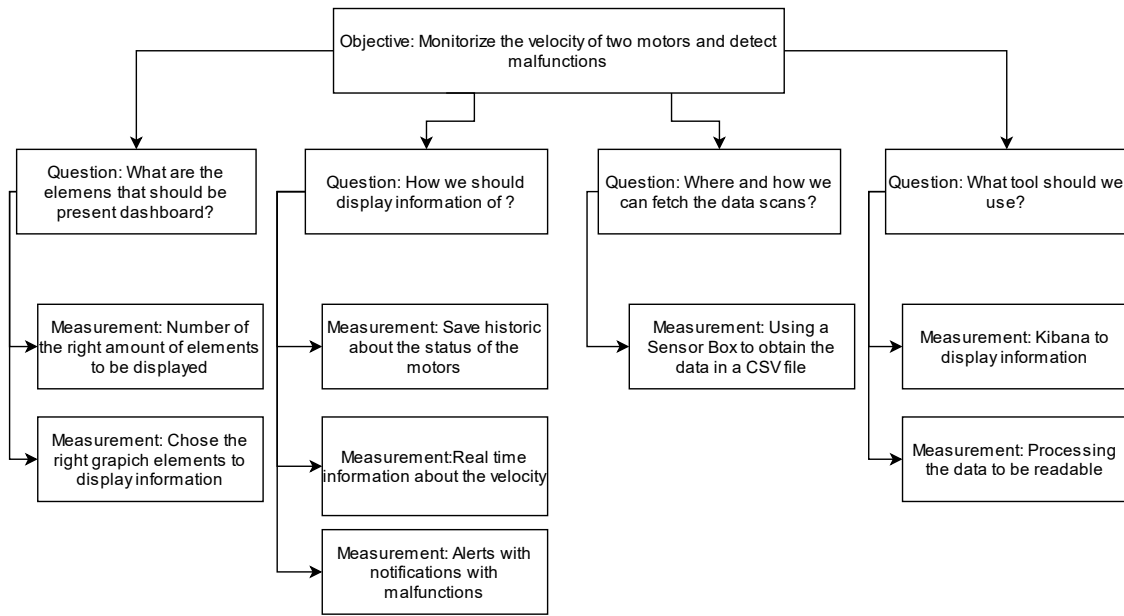 Objective: Monitorize the velocity of two motors and detect
malfunctions
Question: What are the
elemens that should be
present dashboard?
Question: How we should
display information of ?
Question: Where and how we
can fetch the data scans?
Question: What tool should we
use?
Measurement: Number of
the right amount of elements
to be displayed
Measurement: Save historic
about the status of the
motors
Measurement: Using a
Sensor Box to obtain the
data in a CSV file
Measurement: Kibana to
display information
Measurement: Chose the
right grapich elements to
display information
Measurement:Real time
information about the velocity
Measurement: Processing
the data to be readable
Measurement: Alerts with
notifications with
malfunctions